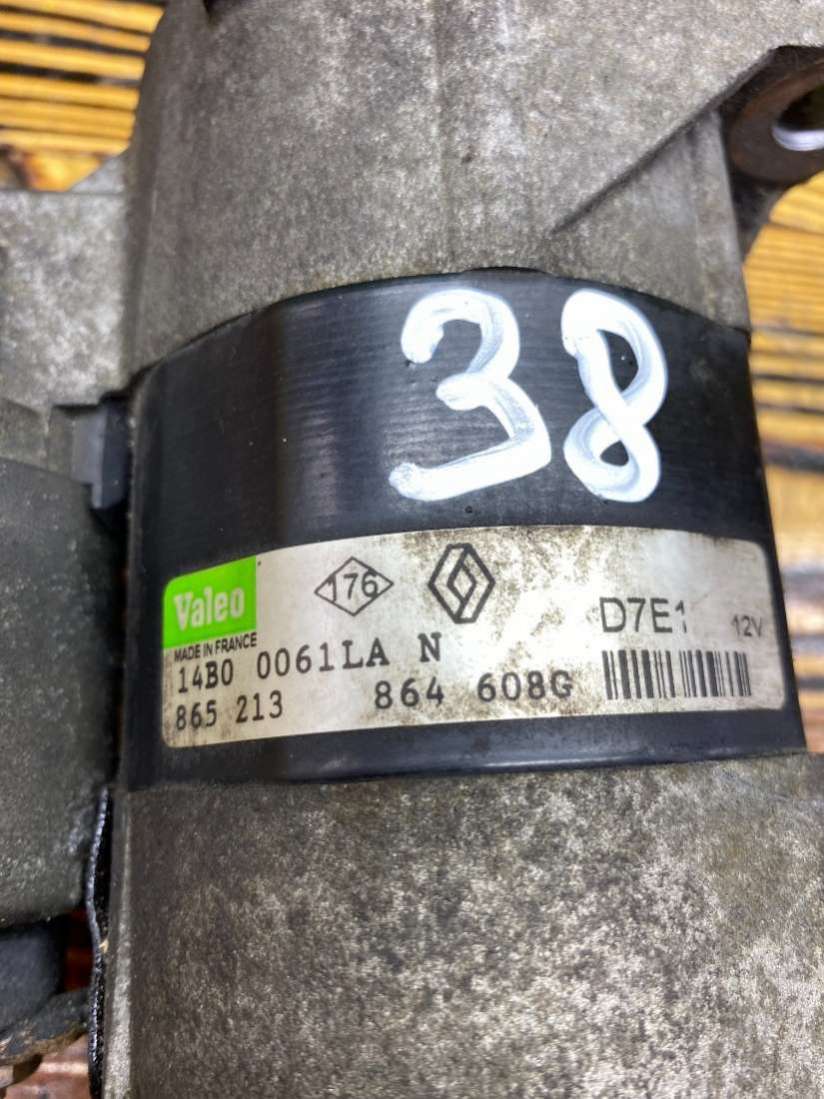 38
Valeo 176 D7E1 12V
MADE IN FRANCE
14B0 0061LA N
865 213 864 608G